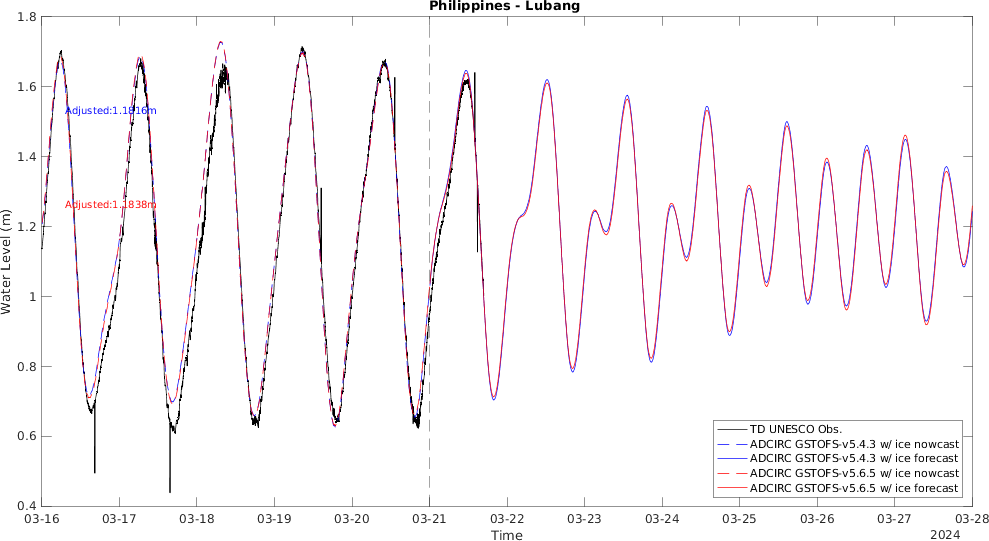 Philippines - Lubang
1.8
1.6
1.4
1.2
1
0.8
0.6
0.4
Water Level (m)
Adjusted:1.1816m
Adjusted:1.1838m
TD UNESCO Obs.
ADCIRC GSTOFS-v5.4.3 w/ ice nowcast
ADCIRC GSTOFS-v5.4.3 w/ ice forecast
ADCIRC GSTOFS-v5.6.5 w/ ice nowcast
ADCIRC GSTOFS-v5.6.5 w/ ice forecast
03-16 03-17 03-18 03-19 03-20 03-21 03-22 03-23 03-24 03-25 03-26 03-27 03-28
Time
2024